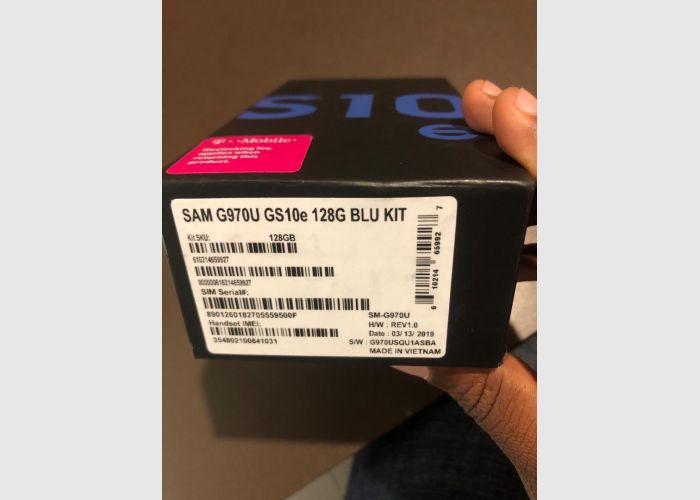 S10
e
T··Mobile·
Restocking fee
applies when
returning this
product.
SAM G970U GS10e 128G BLU KIT
Kit SKU: 128GB
610214659927
000000610214659927
SIM Serial#:
8901260182705559500F
Handset IMEI:
354802100641031
6 10214 65992 7
SM-G970U
H/W : REV1.0
Date : 03/ 13/ 2019
S/W : G970USQU1ASBA
MADE IN VIETNAM